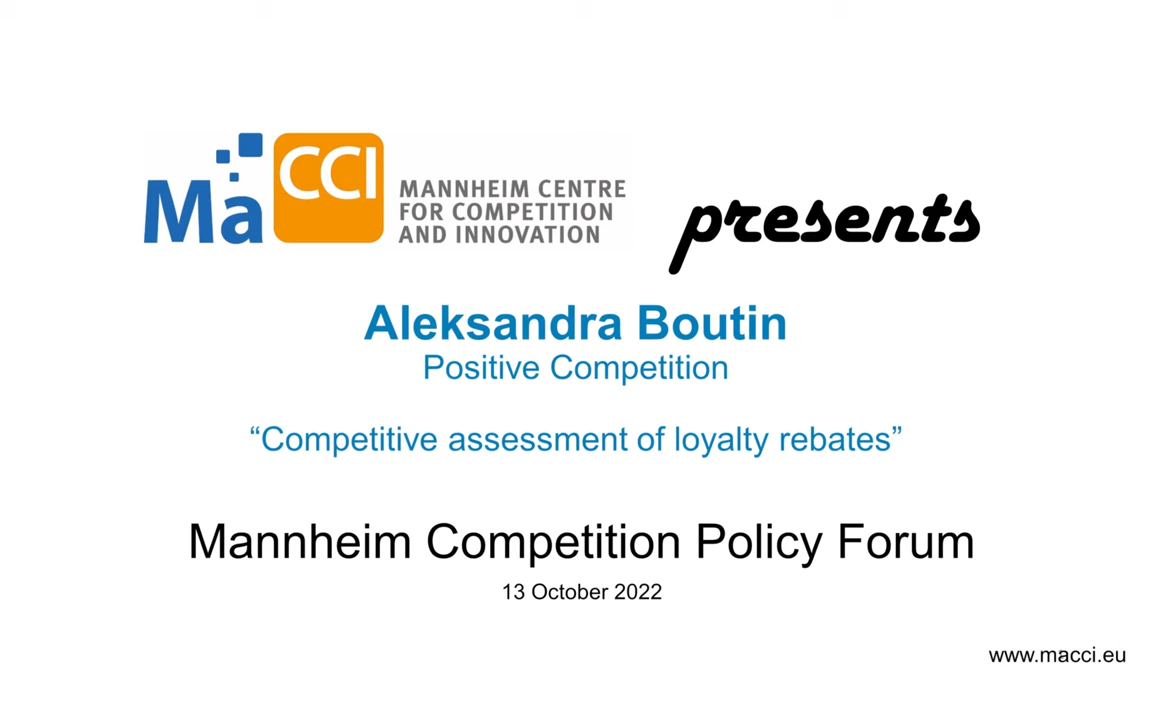 Ma CCI
MANNHEIM CENTRE
FOR COMPETITION
AND INNOVATION
presents
Aleksandra Boutin
Positive Competition
“Competitive assessment of loyalty rebates”
Mannheim Competition Policy Forum
13 October 2022
www.macci.eu